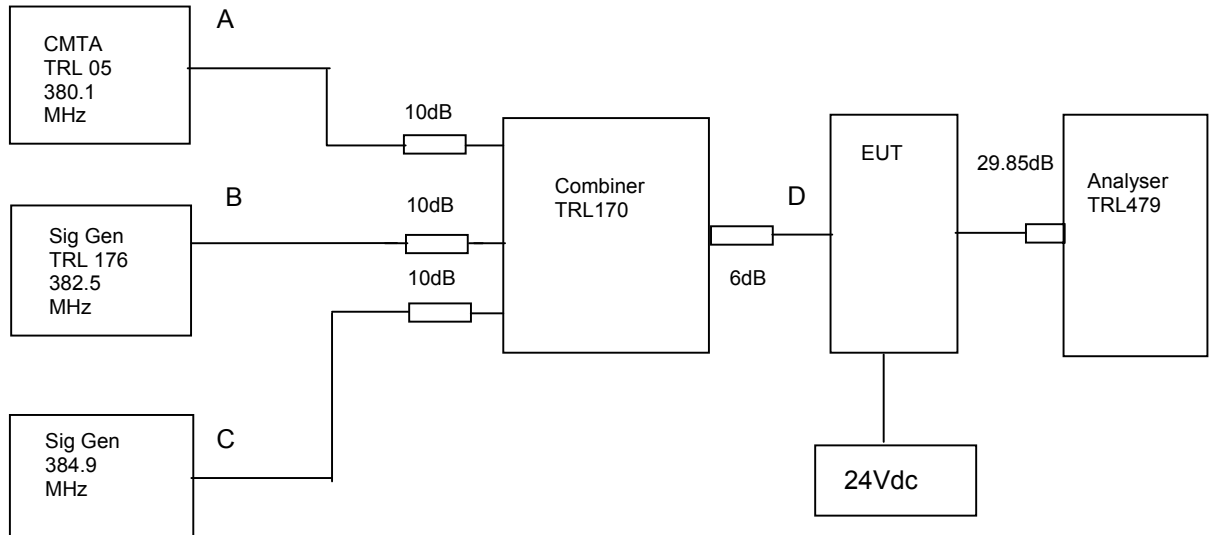 A
CMTA
TRL 05
380.1
MHz
10dB
B
Sig Gen
TRL 176
382.5
MHz
10dB
C
Sig Gen
384.9
MHz
10dB
Combiner
TRL170
6dB
D
EUT
24Vdc
29.85dB
Analyser
TRL479